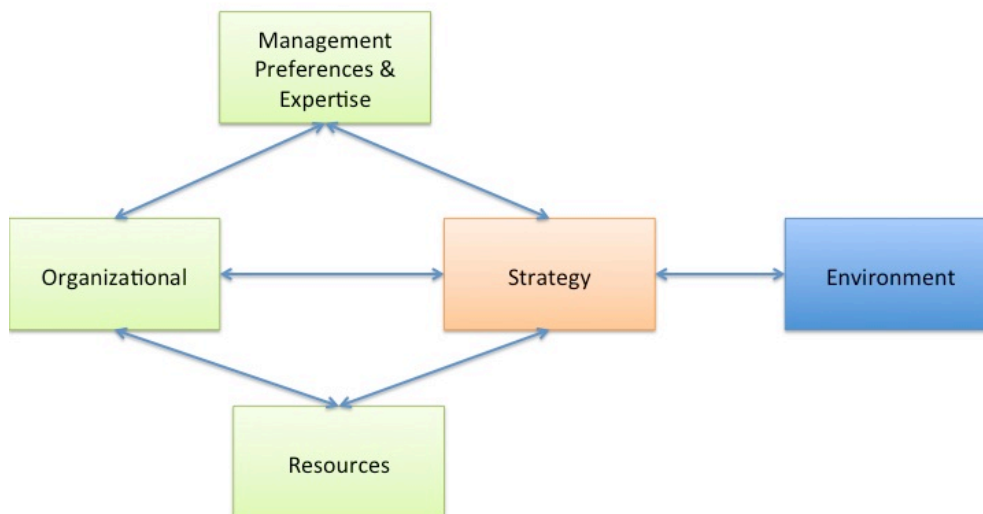 Management
Preferences &
Expertise
Organizational
Strategy
Environment
Resources